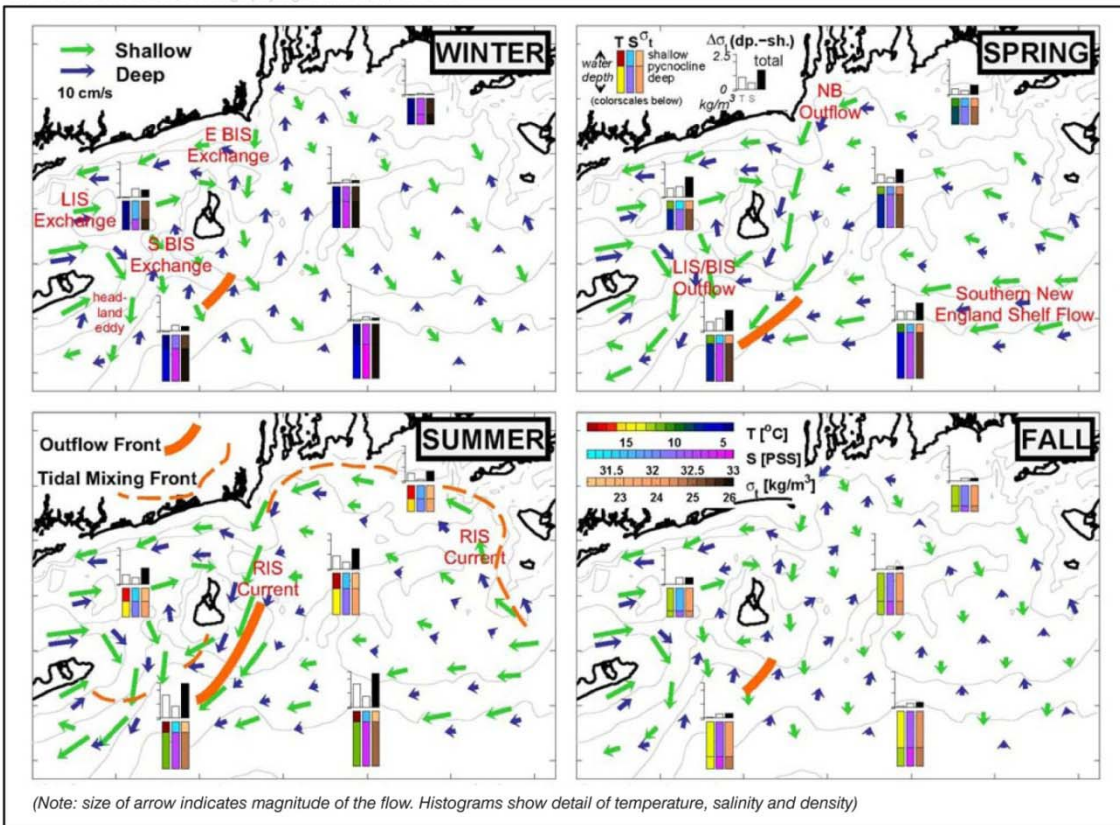 Shallow
Deep
10 cm/s
WINTER
E BIS
Exchange
LIS
Exchange
S BIS
Exchange
head-
land
eddy
T S σt
water
depth
shallow
pycnocline
deep
(colorscales below)
Δσt(dp.-sh.)
2.5
0
total
kg/m³
T S
SPRING
NB
Outflow
LIS/BIS
Outflow
Southern New
England Shelf Flow
Outflow Front
Tidal Mixing Front
SUMMER
RIS
Current
RIS
Current
15 10 5
T [°C]
S [PSS]
31.5 32 32.5 33
σt [kg/m³]
23 24 25 26
FALL
(Note: size of arrow indicates magnitude of the flow. Histograms show detail of temperature, salinity and density)